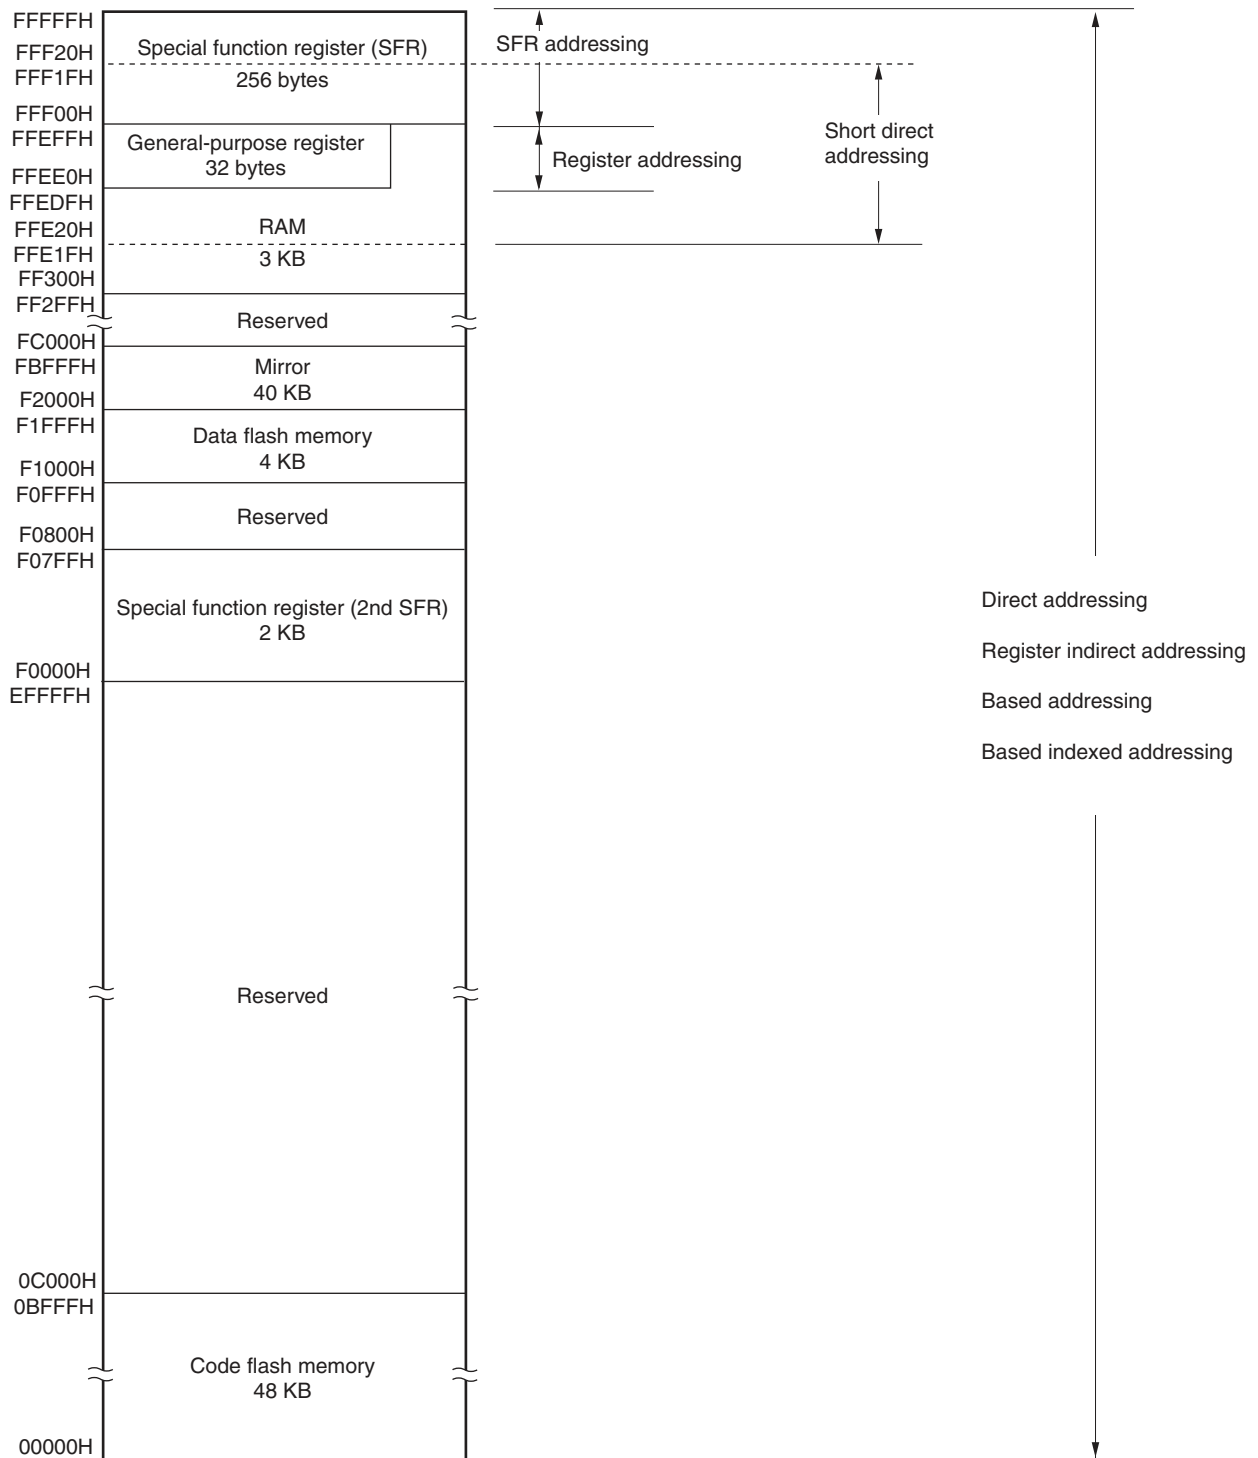 FFFFFH
FFF20H
FFF1FH
FFF00H
FFEFFH
FFEE0H
FFEDFH
FFE20H
FFE1FH
FF300H
FF2FFH
FC000H
FBFFFH
F2000H
F1FFFH
F1000H
F0FFFH
F0800H
F07FFH
F0000H
EFFFFH
0C000H
0BFFFH
00000H
Special function register (SFR)
256 bytes
General-purpose register
32 bytes
RAM
3 KB
Reserved
Mirror
40 KB
Data flash memory
4 KB
Reserved
Special function register (2nd SFR)
2 KB
Reserved
Code flash memory
48 KB
SFR addressing
Register addressing
Short direct
addressing
Direct addressing
Register indirect addressing
Based addressing
Based indexed addressing